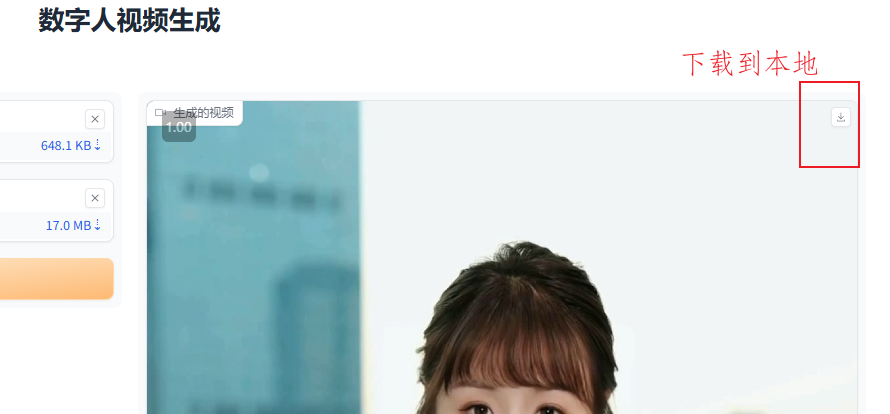 数字人视频生成
下载到本地
生成的视频
1.00
648.1 KB
17.0 MB